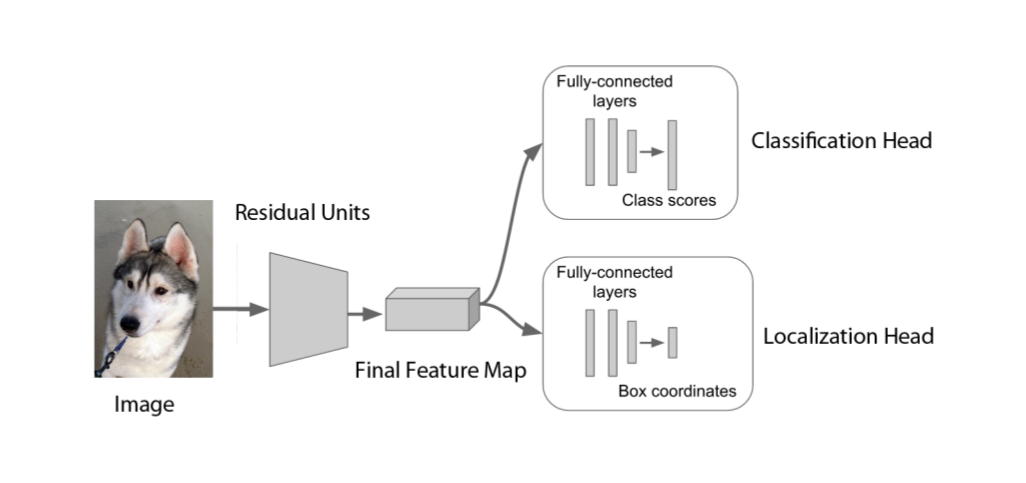 Fully-connected
layers
Class scores
Classification Head
Residual Units
Image
Final Feature Map
Fully-connected
layers
Box coordinates
Localization Head